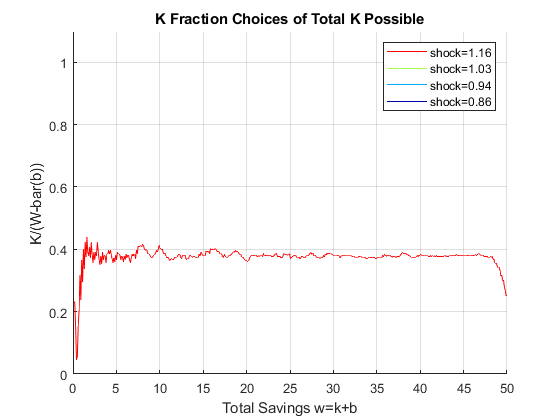 K Fraction Choices of Total K Possible
shock=1.16
shock=1.03
shock=0.94
shock=0.86
1
0.8
0.6
0.4
0.2
0
K/(W-bar(b))
0 5 10 15 20 25 30 35 40 45 50
Total Savings w=k+b